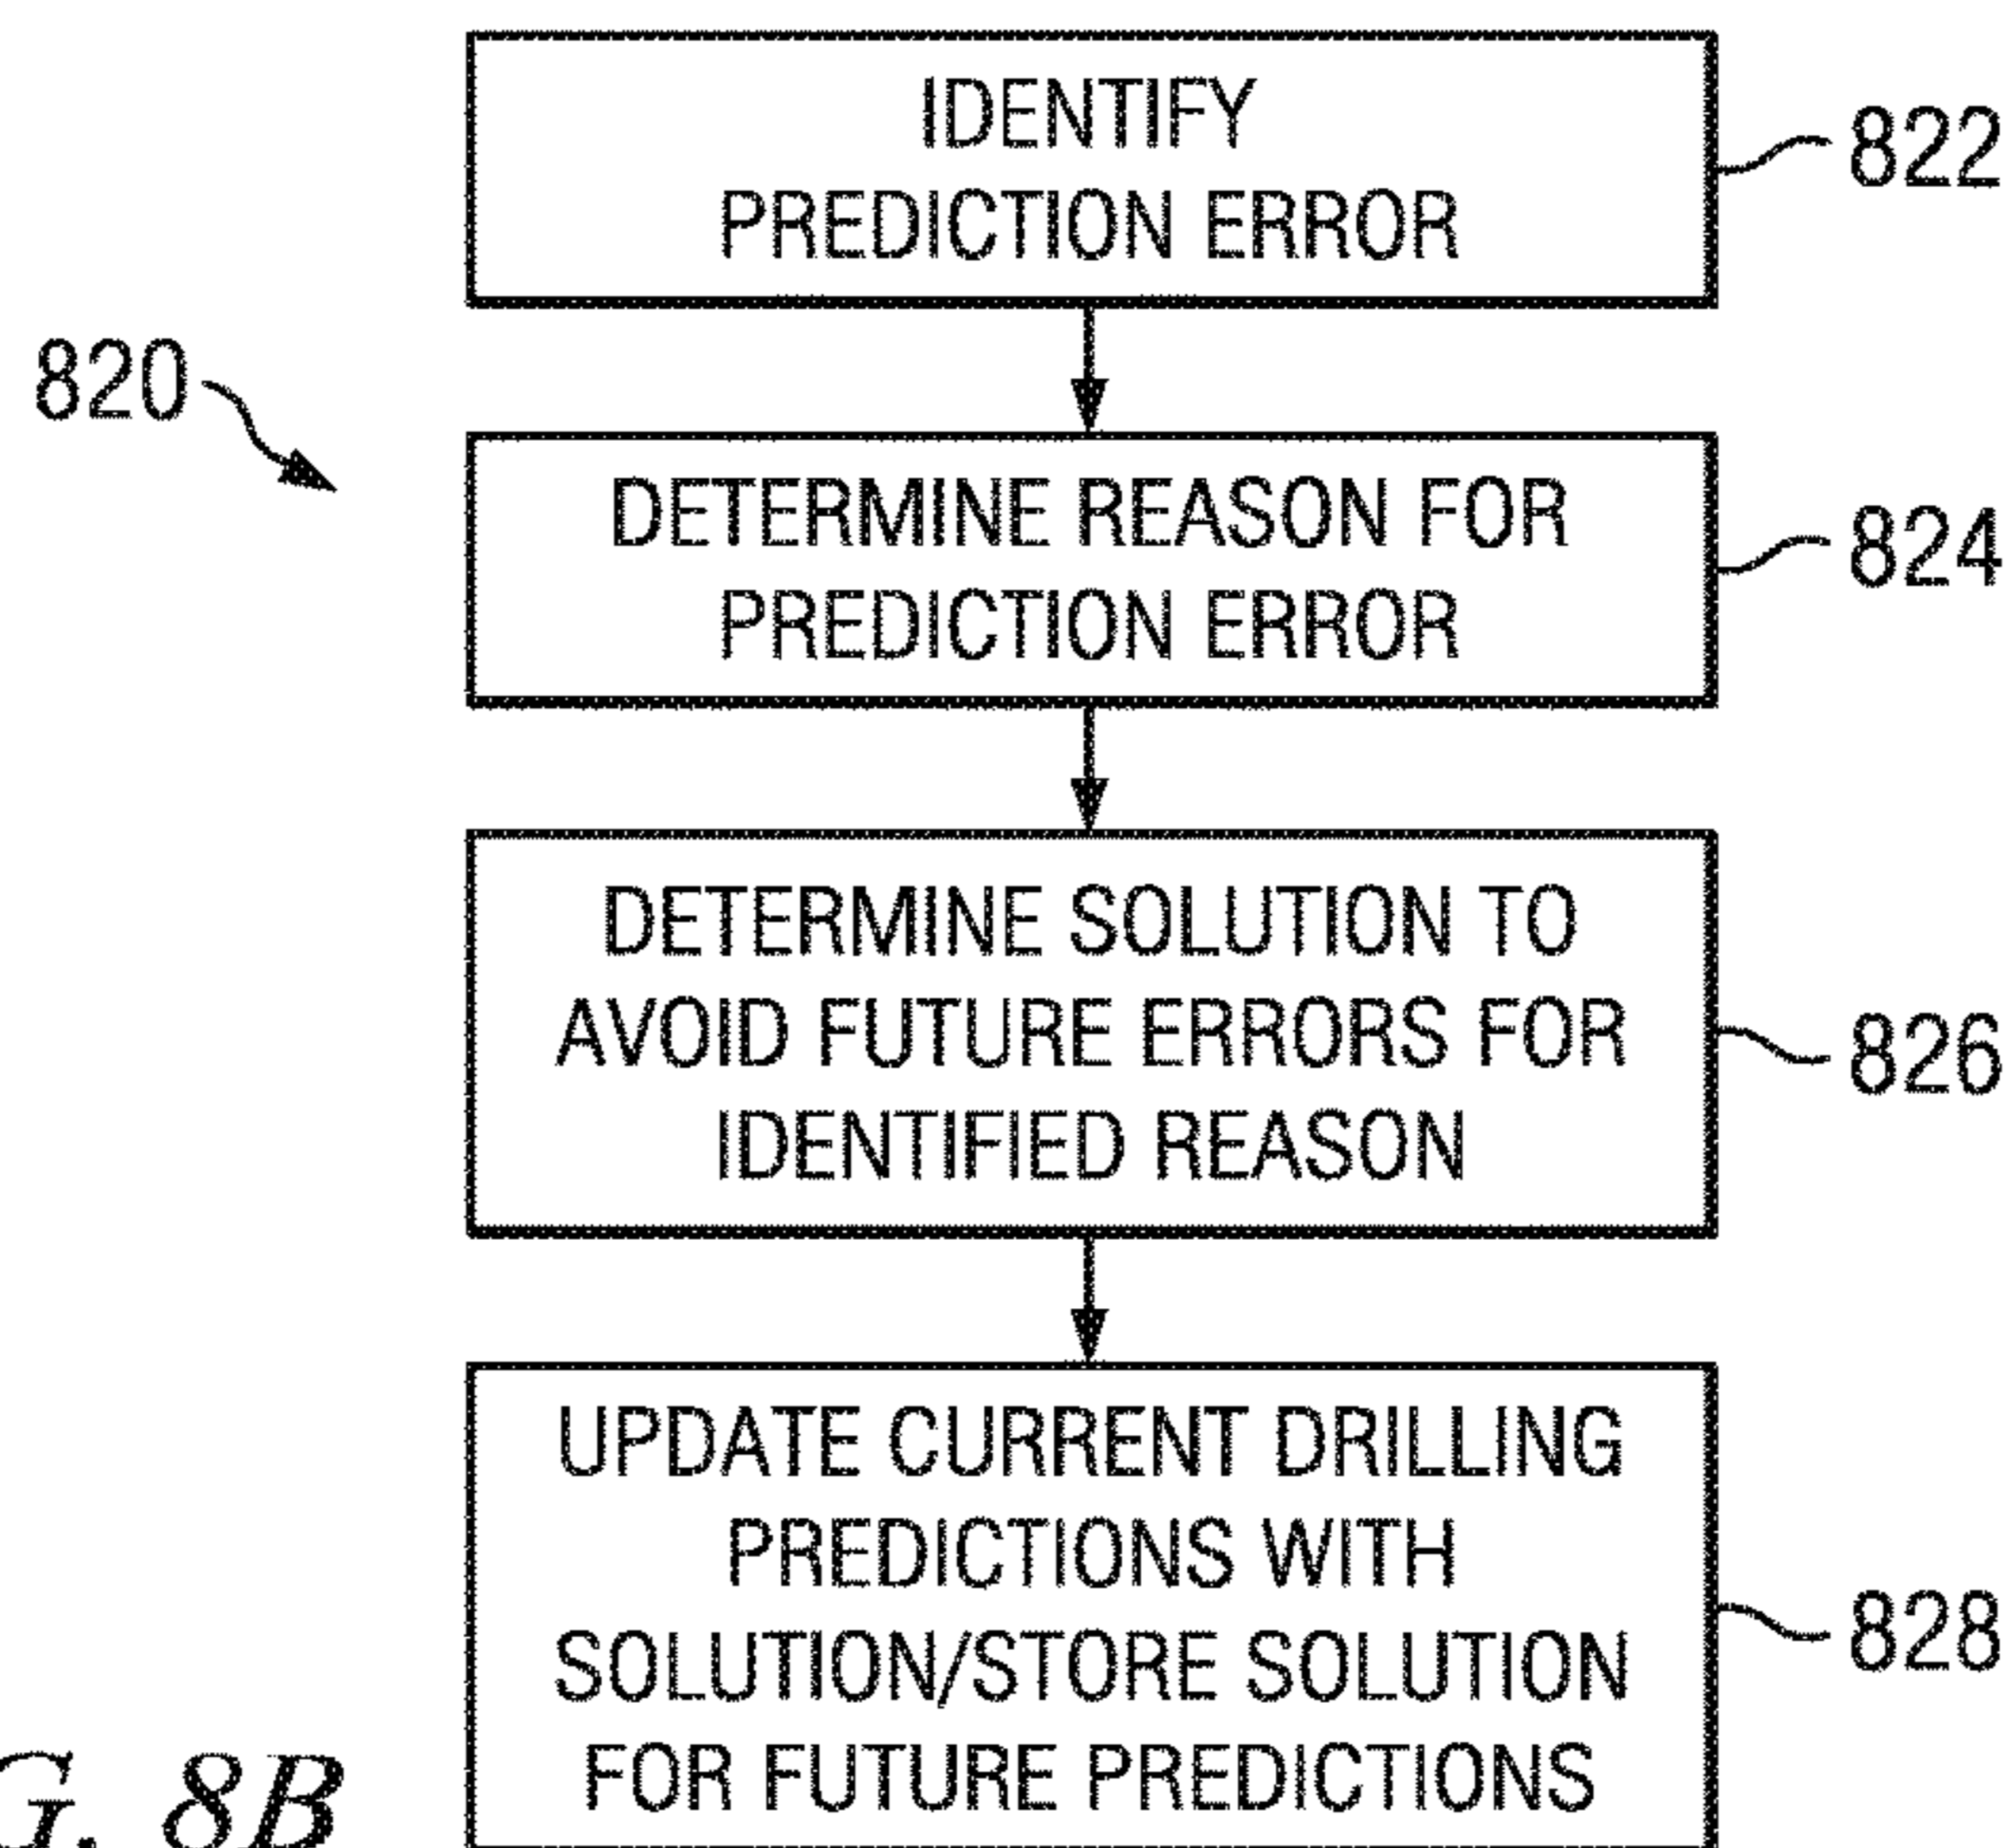 IDENTIFY
PREDICTION ERROR
822
820
DETERMINE REASON FOR
PREDICTION ERROR
824
DETERMINE SOLUTION TO
AVOID FUTURE ERRORS FOR
IDENTIFIED REASON
826
UPDATE CURRENT DRILLING
PREDICTIONS WITH
SOLUTION/STORE SOLUTION
FOR FUTURE PREDICTIONS
828
G. 8B